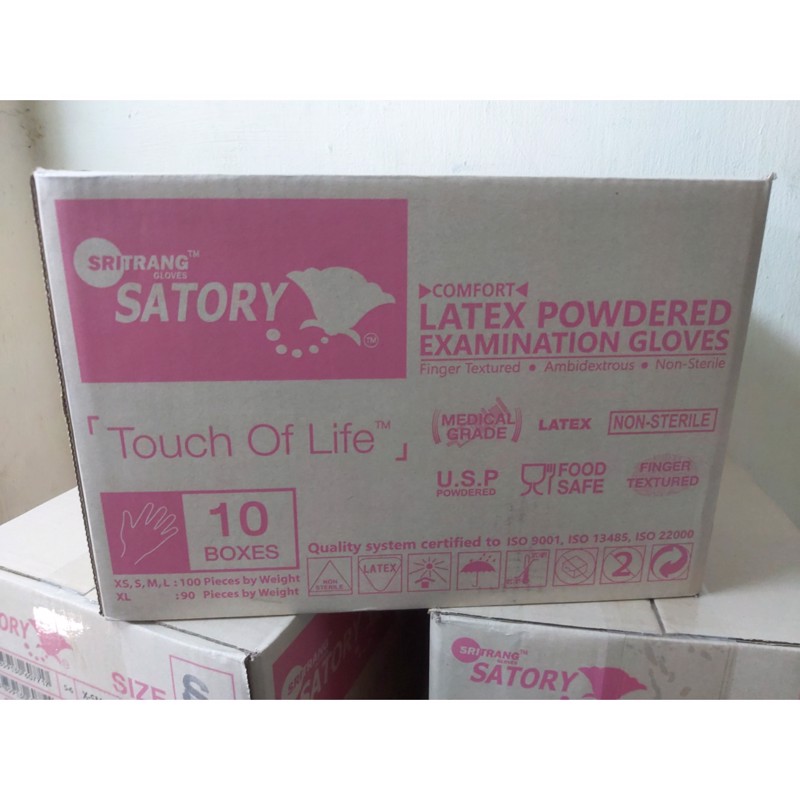 SRITRANG™
GLOVES
SATORY
TM
▶COMFORT◀
LATEX POWDERED
EXAMINATION GLOVES
Finger Textured • Ambidextrous • Non-Sterile
「Touch Of Life™」
MEDICAL
GRADE
LATEX
NON-STERILE
U.S.P
POWDERED
FOOD
SAFE
FINGER
TEXTURED
10
BOXES
XS, S, M, L : 100 Pieces by Weight
XL :90 Pieces by Weight
Quality system certified to ISO 9001, ISO 13485, ISO 22000
NON
STERILE
LATEX
2
ORY
SIZE
S
SRITRANG
SATORY
SRITRANG™
GLOVES
SATORY